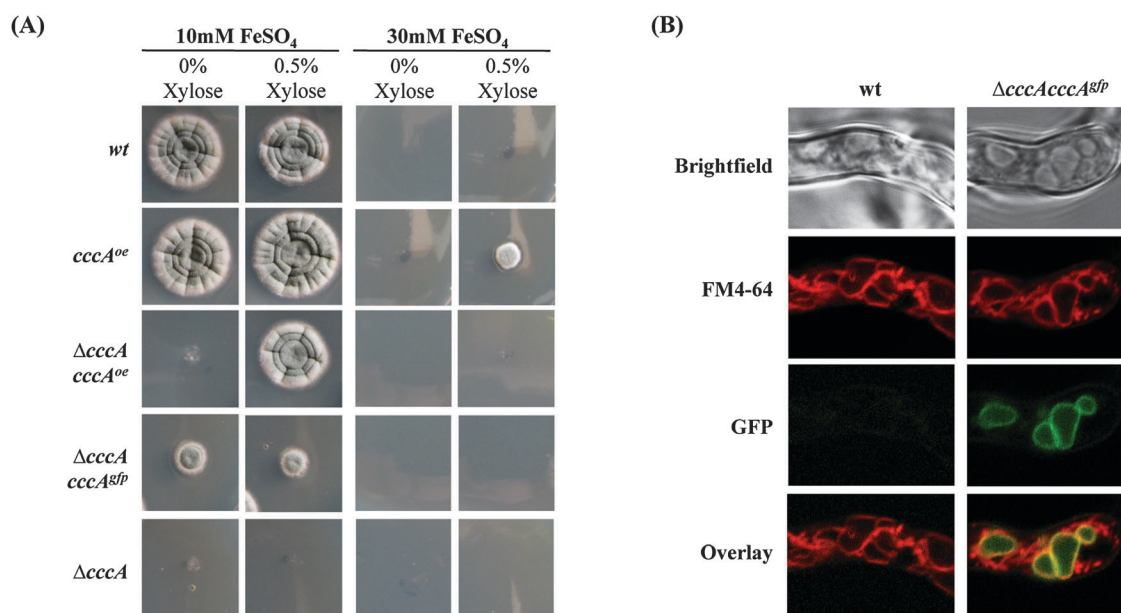 (A)
10mM FeSO₄ 30mM FeSO₄
0% 0.5% 0% 0.5%
Xylose Xylose Xylose Xylose
wt
cccA^oe
ΔcccA
cccA^oe
ΔcccA
cccA^gfp
ΔcccA
(B)
wt ΔcccAcccA^gfp
Brightfield
FM4-64
GFP
Overlay